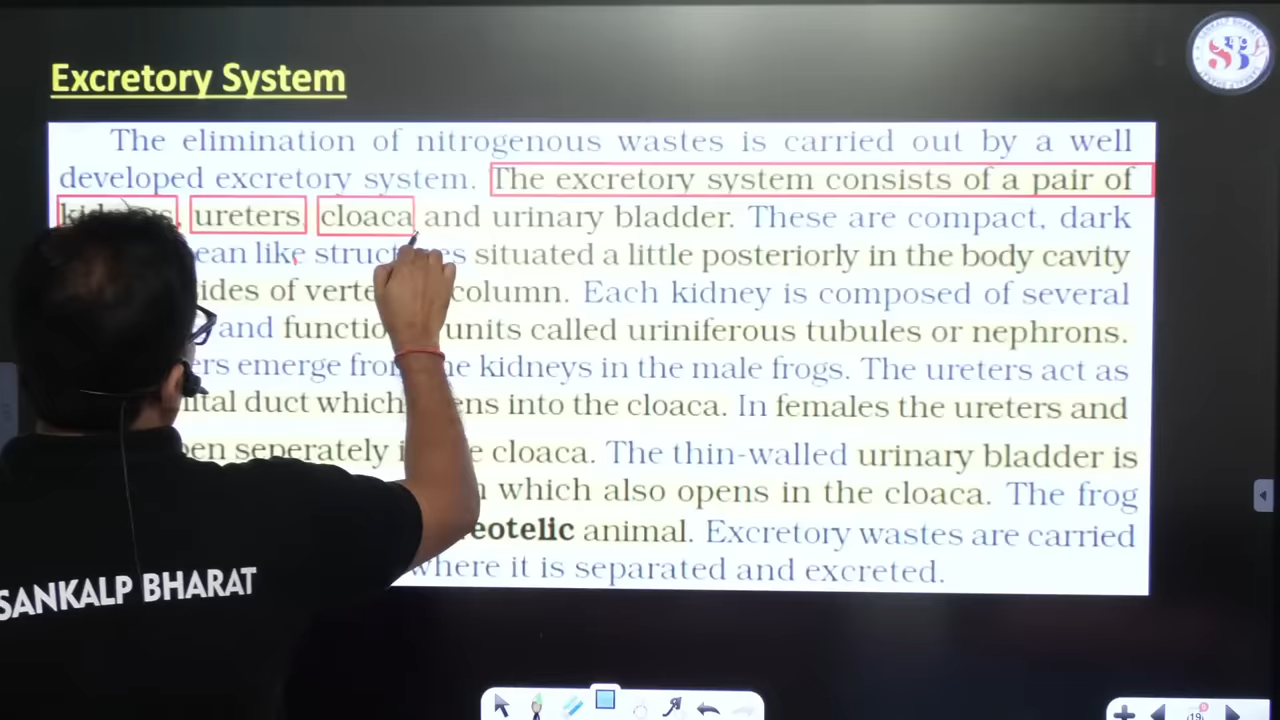 Excretory System
The elimination of nitrogenous wastes is carried out by a well
developed excretory system. The excretory system consists of a pair of
kidneys, ureters cloaca and urinary bladder. These are compact, dark
ean like struc es situated a little posteriorly in the body cavity
ides of verte column. Each kidney is composed of several
and functio units called uriniferous tubules or nephrons.
ers emerge fro he kidneys in the male frogs. The ureters act as
ital duct which ens into the cloaca. In females the ureters and
en seperately i e cloaca. The thin-walled urinary bladder is
which also opens in the cloaca. The frog
eotelic animal. Excretory wastes are carried
where it is separated and excreted.
SANKALP BHARAT
19